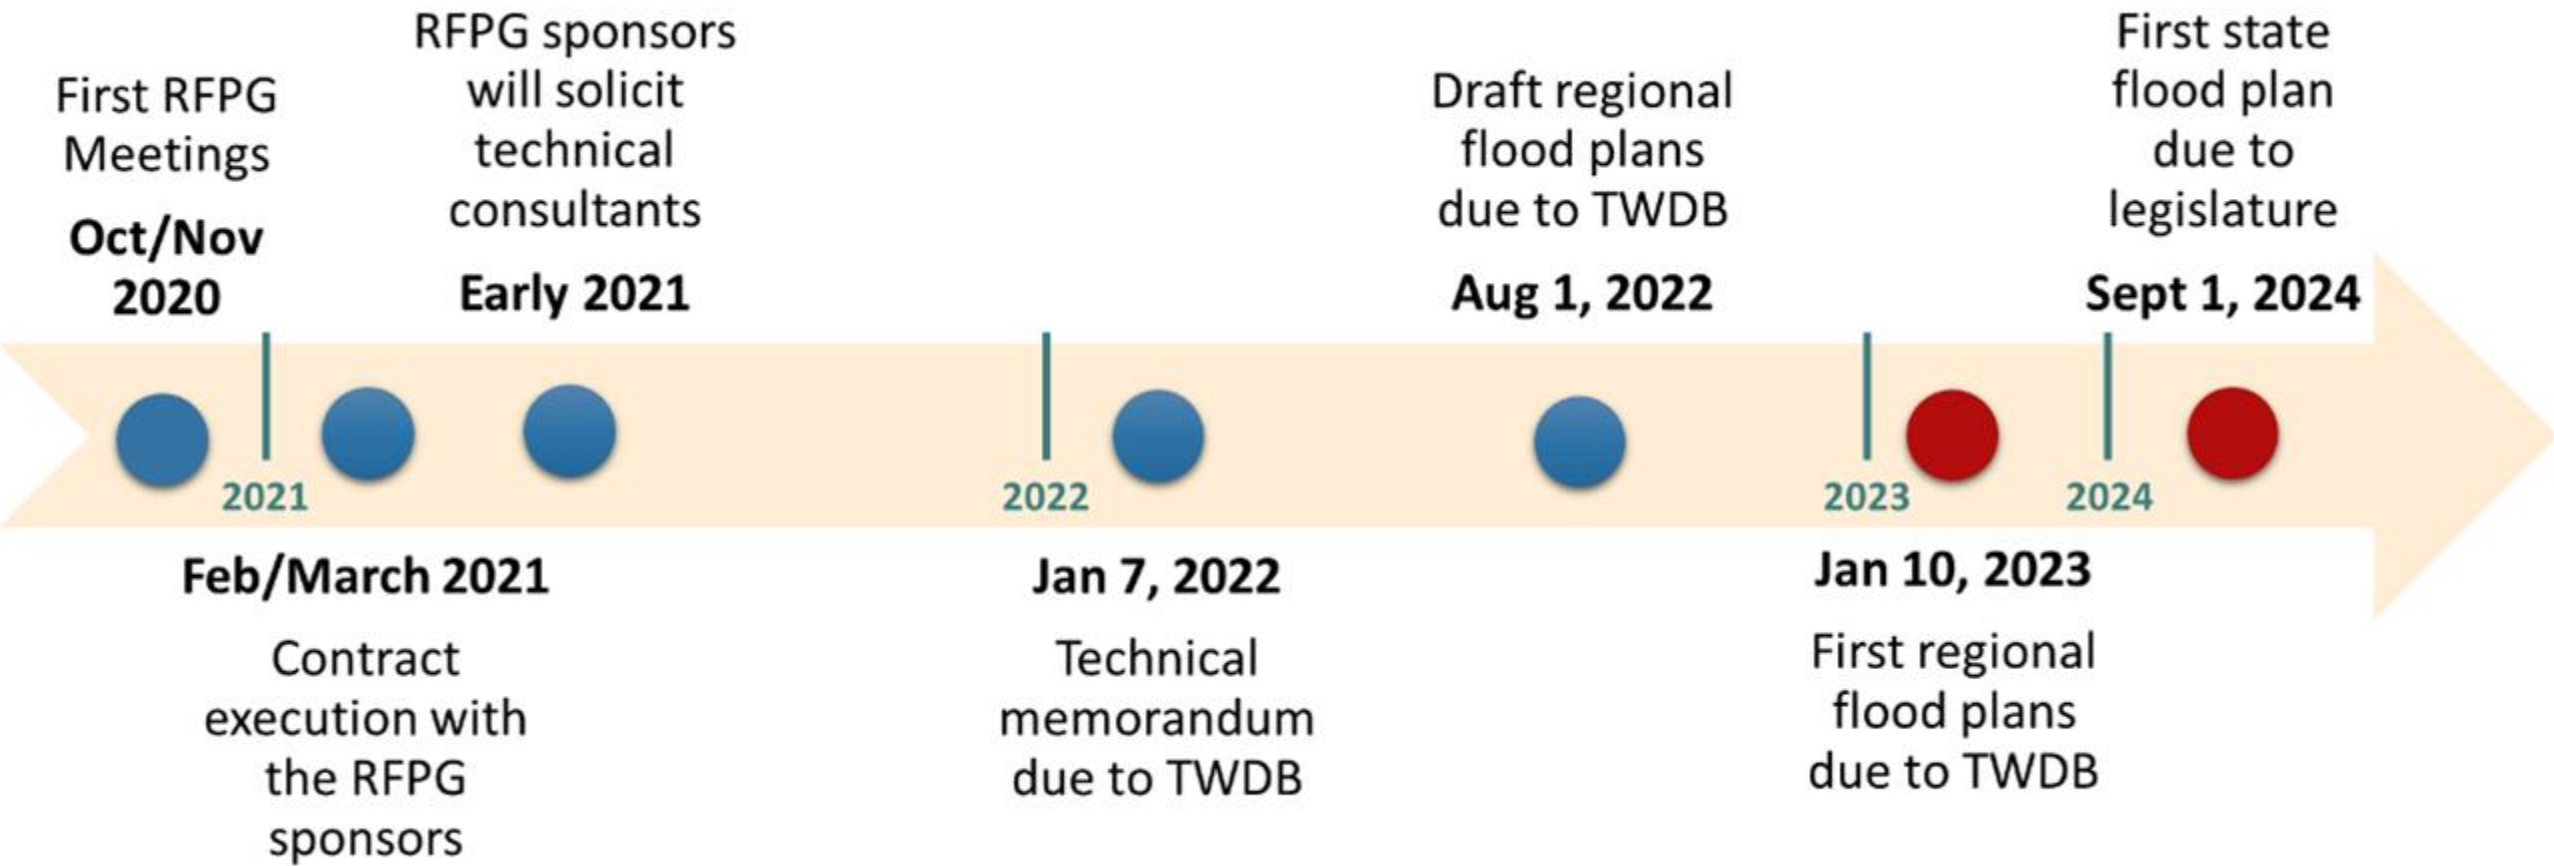 First RFPG
Meetings
Oct/Nov
2020
RFPG sponsors
will solicit
technical
consultants
Early 2021
Draft regional
flood plans
due to TWDB
Aug 1, 2022
First state
flood plan
due to
legislature
Sept 1, 2024
2021
2022
2023
2024
Feb/March 2021
Contract
execution with
the RFPG
sponsors
Jan 7, 2022
Technical
memorandum
due to TWDB
Jan 10, 2023
First regional
flood plans
due to TWDB